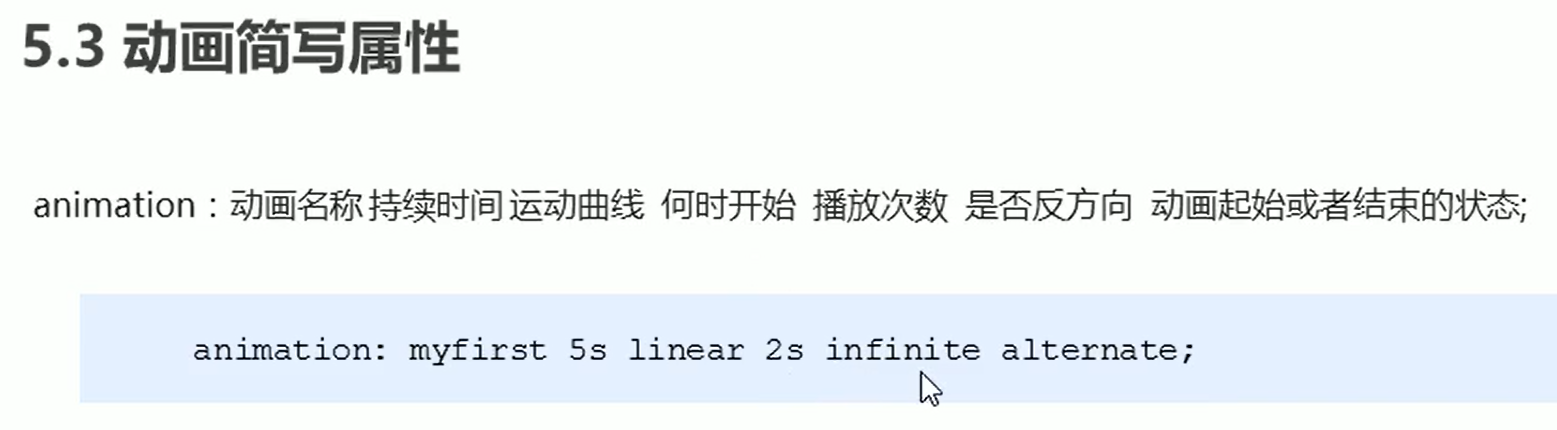 5.3 动画简写属性
animation：动画名称 持续时间 运动曲线 何时开始 播放次数 是否反方向 动画起始或者结束的状态;
animation: myfirst 5s linear 2s infinite alternate;